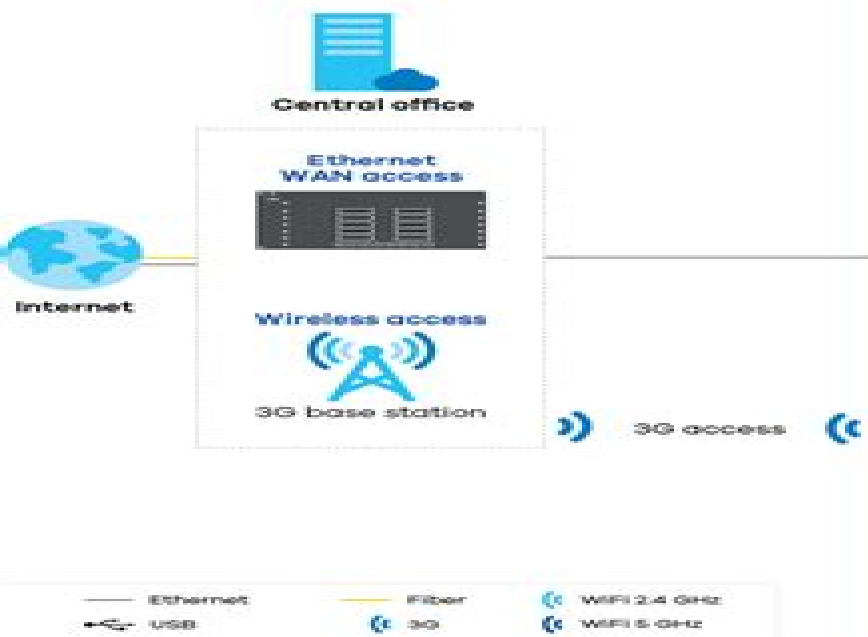 Central office
Ethernet
WAN access
Internet
Wireless access
3G base station
3G access
Ethernet
Fiber
WiFi 2.4 GHz
USB
3G
WiFi 5 GHz